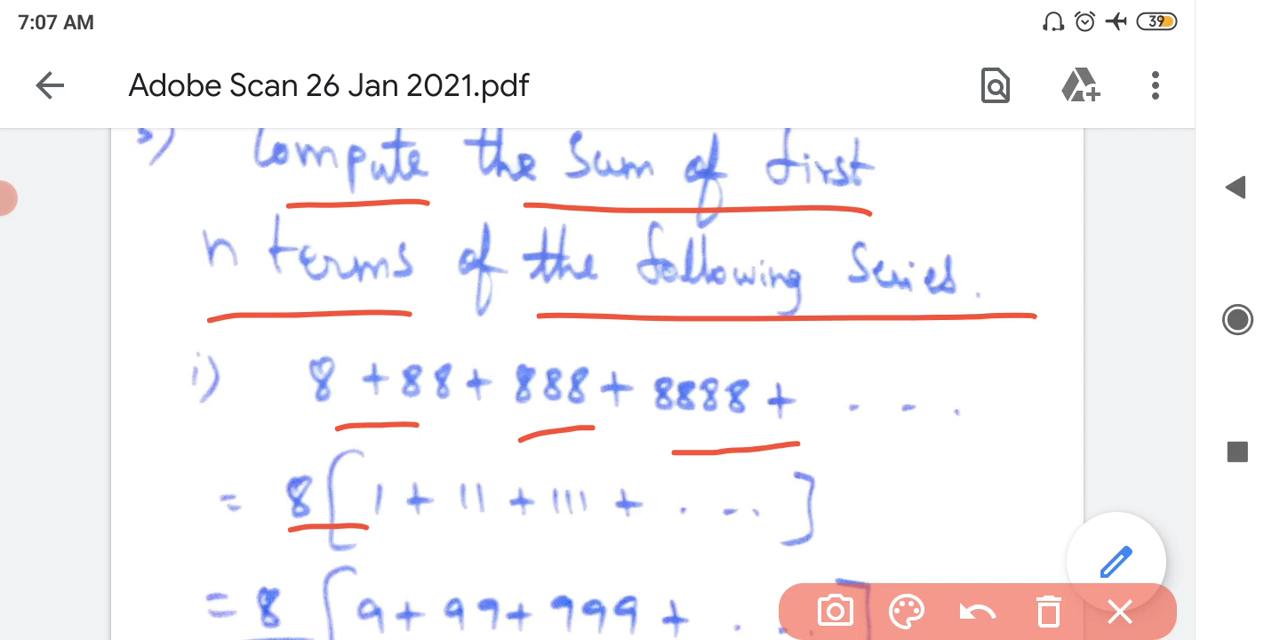 7:07 AM
39
Adobe Scan 26 Jan 2021.pdf
3) Compute the Sum of first
n terms of the following Series.
i) 8 + 88 + 888 + 8888 + ....
= 8 [ 1 + 11 + 111 + .... ]
= 8 [ 9 + 99 + 999 + . . ]